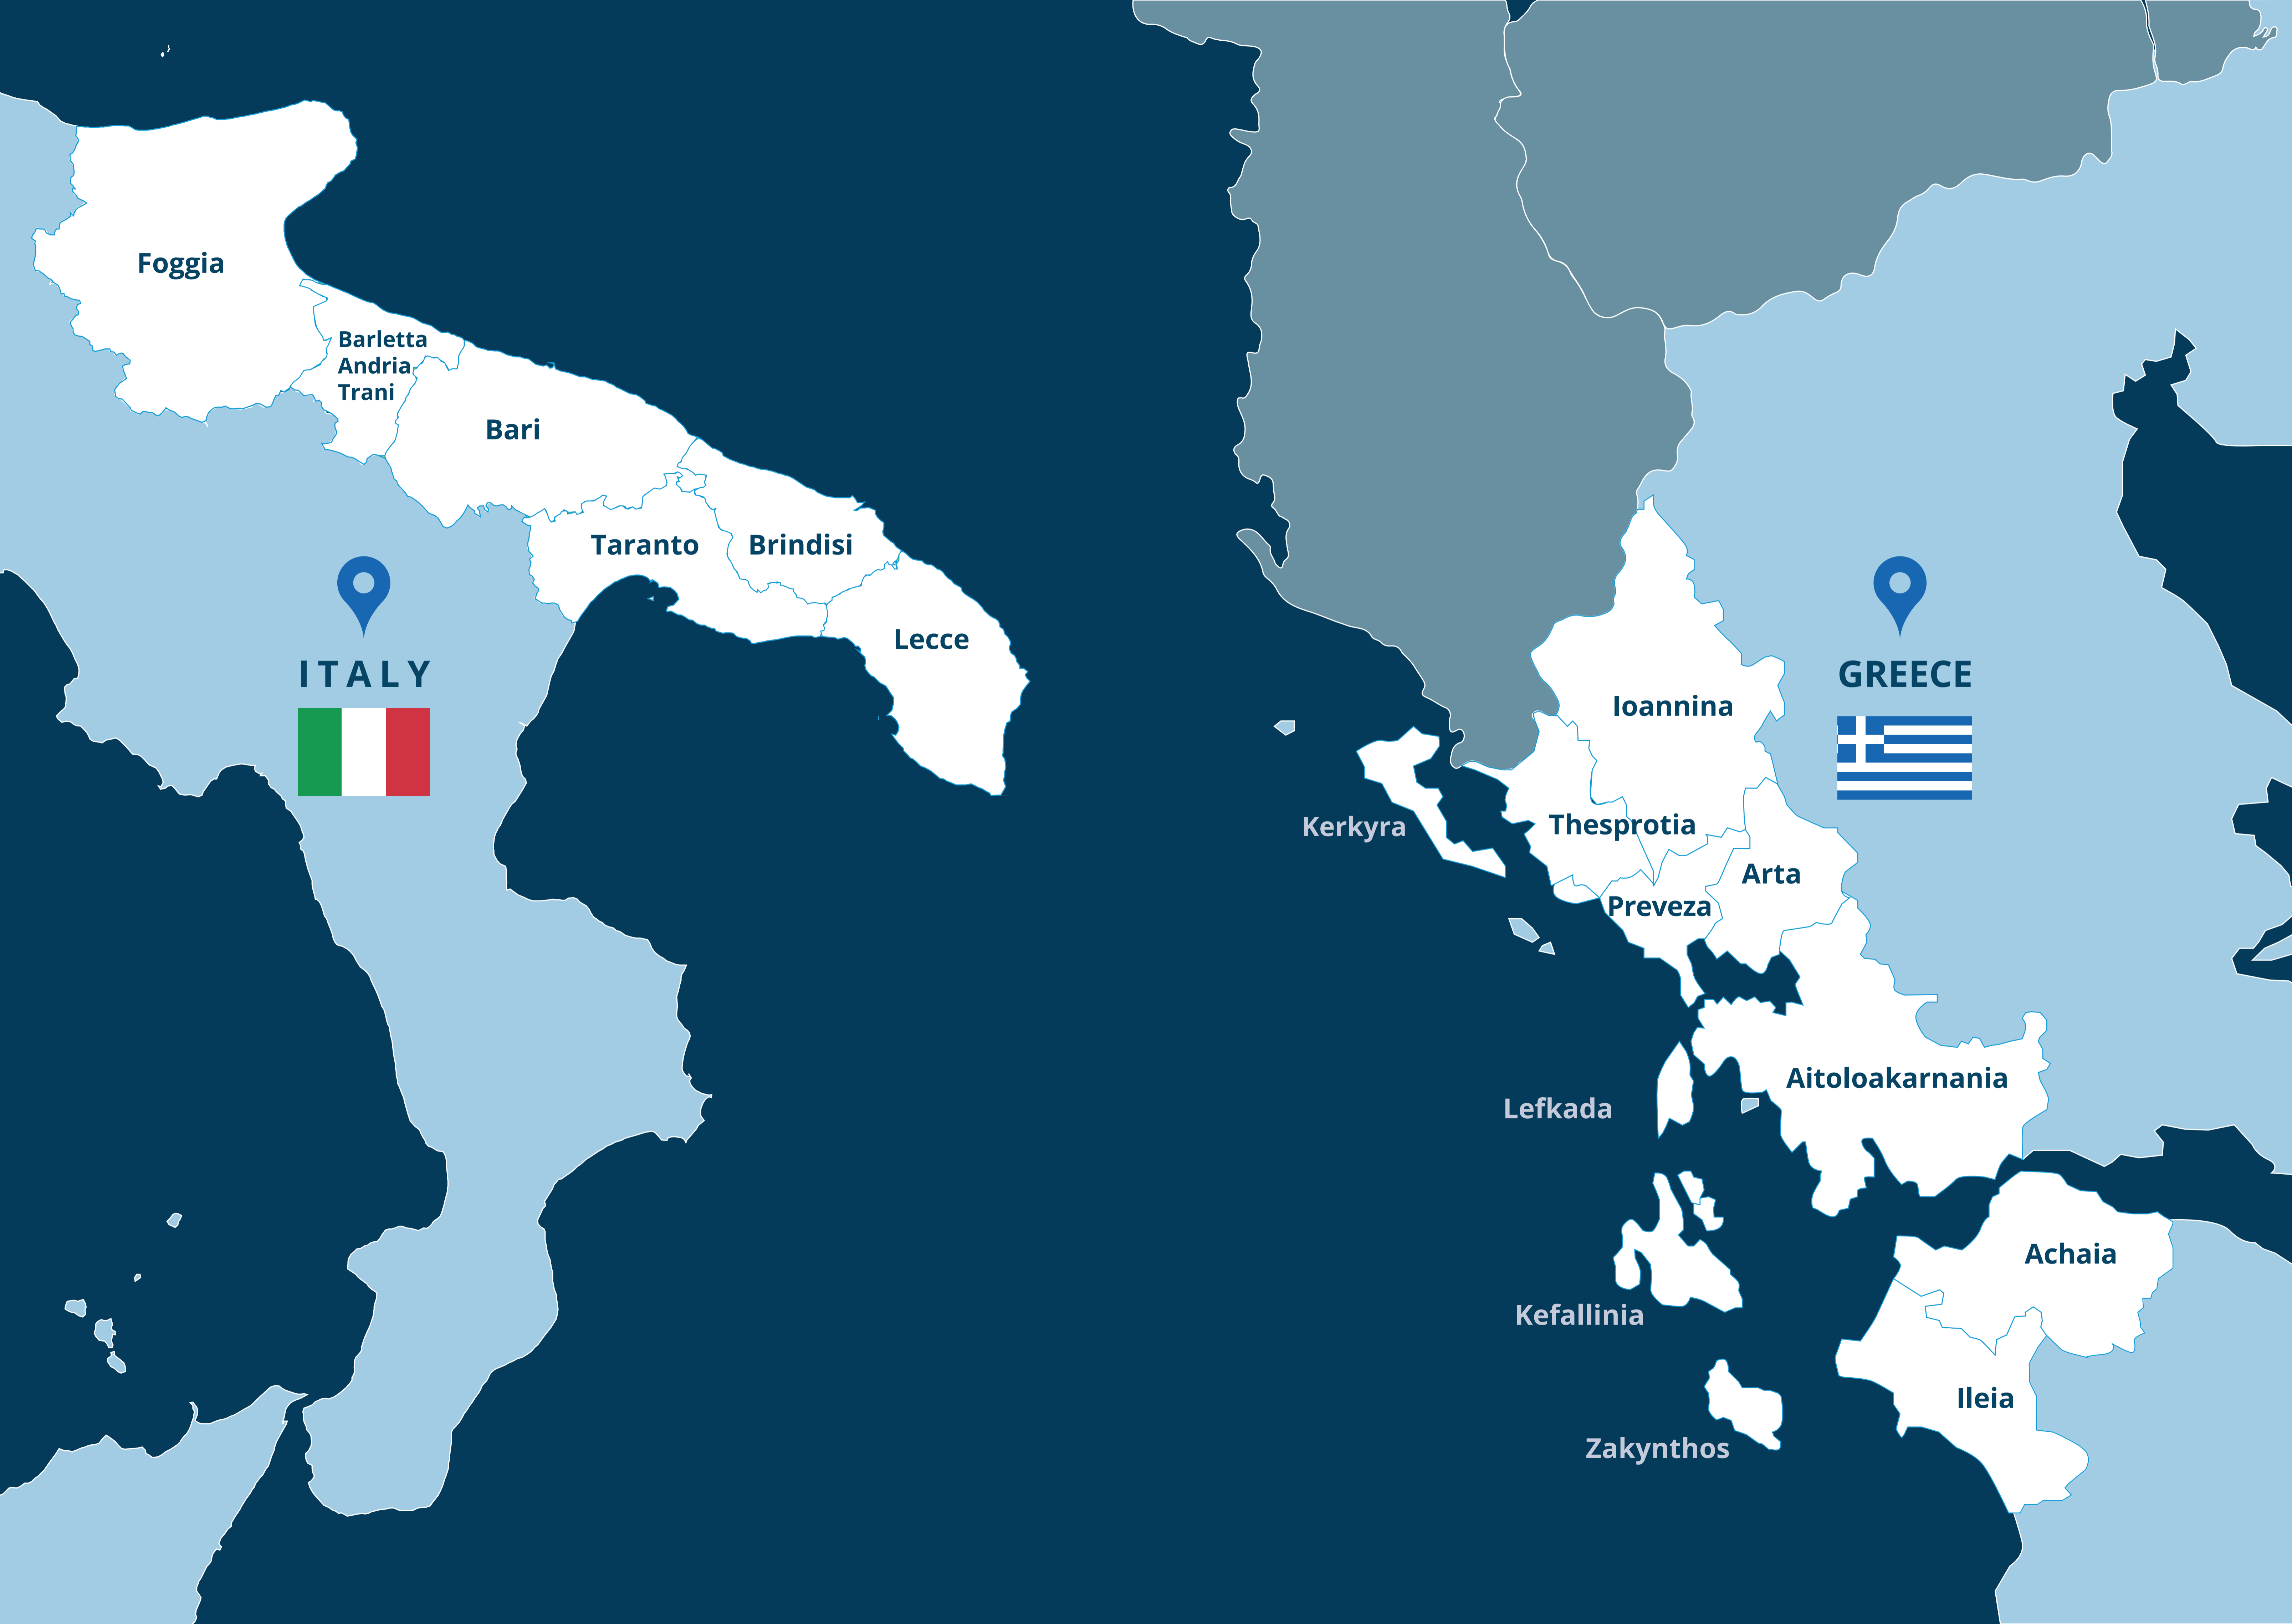 Foggia
Barletta
Andria
Trani
Bari
Taranto
Brindisi
Lecce
ITALY
GREECE
Ioannina
Kerkyra
Thesprotia
Arta
Preveza
Aitoloakarnania
Lefkada
Kefallinia
Achaia
Ileia
Zakynthos